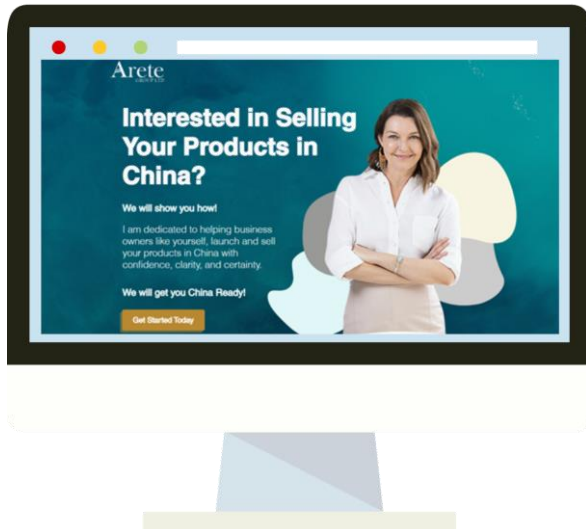 Arete
Interested in Selling
Your Products in
China?
We will show you how!
I am dedicated to helping business
owners like yourself, launch and sell
your products in China with
confidence, clarity, and certainty.
We will get you China Ready!
Get Started Today